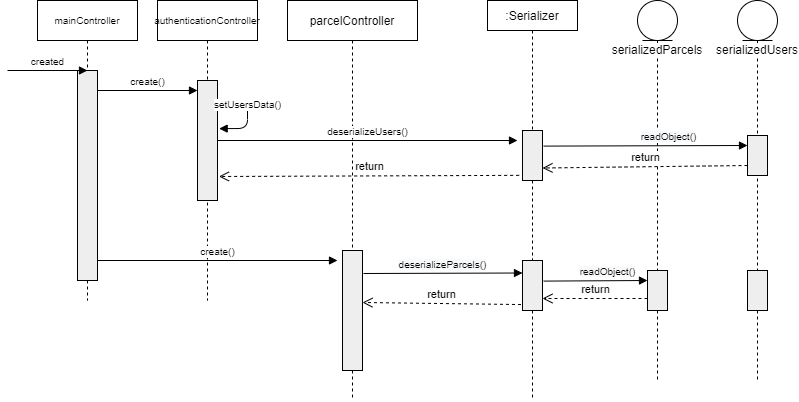 mainController
authenticationController
parcelController
:Serializer
serializedParcels
serializedUsers
created
create()
setUsersData()
deserializeUsers()
readObject()
return
return
create()
deserializeParcels()
readObject()
return
return